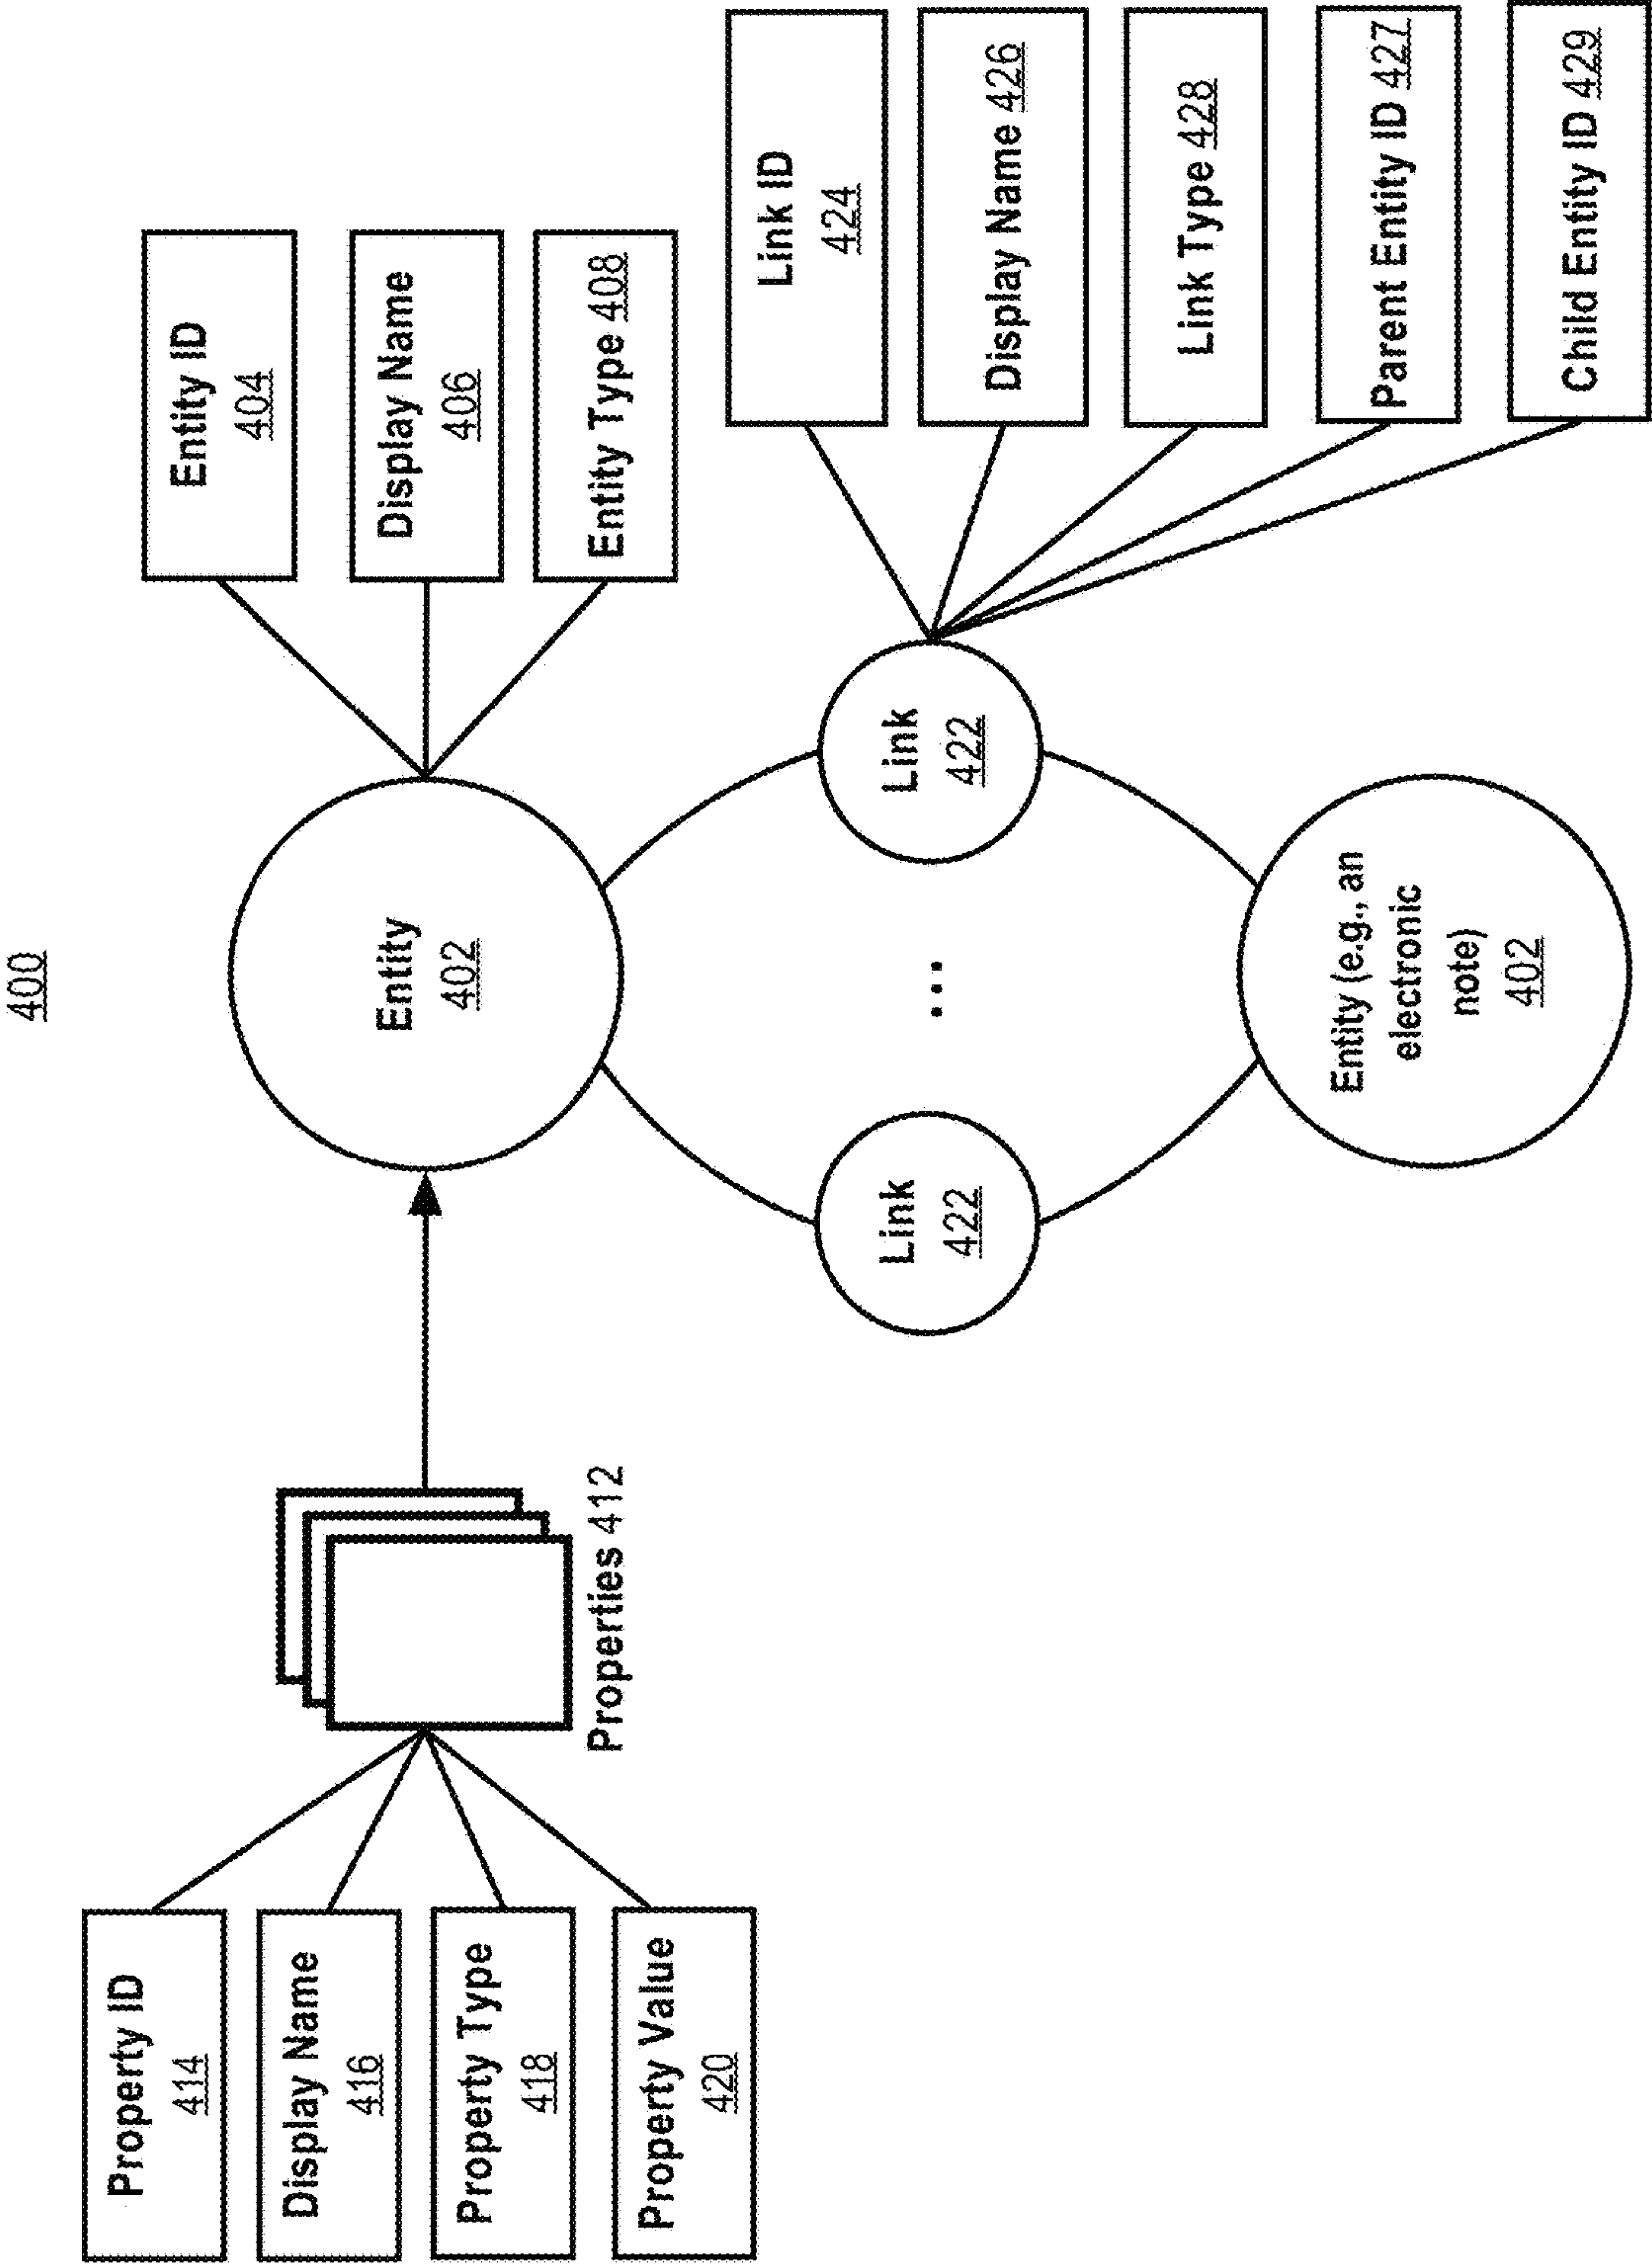 400
Property ID
414
Display Name
416
Property Type
418
Property Value
420
Properties 412
Entity
402
Entity ID
404
Display Name
406
Entity Type 408
Link
422
...
Link
422
Link ID
424
Display Name 426
Link Type 428
Parent Entity ID 427
Child Entity ID 429
Entity (e.g., an
electronic
note)
402